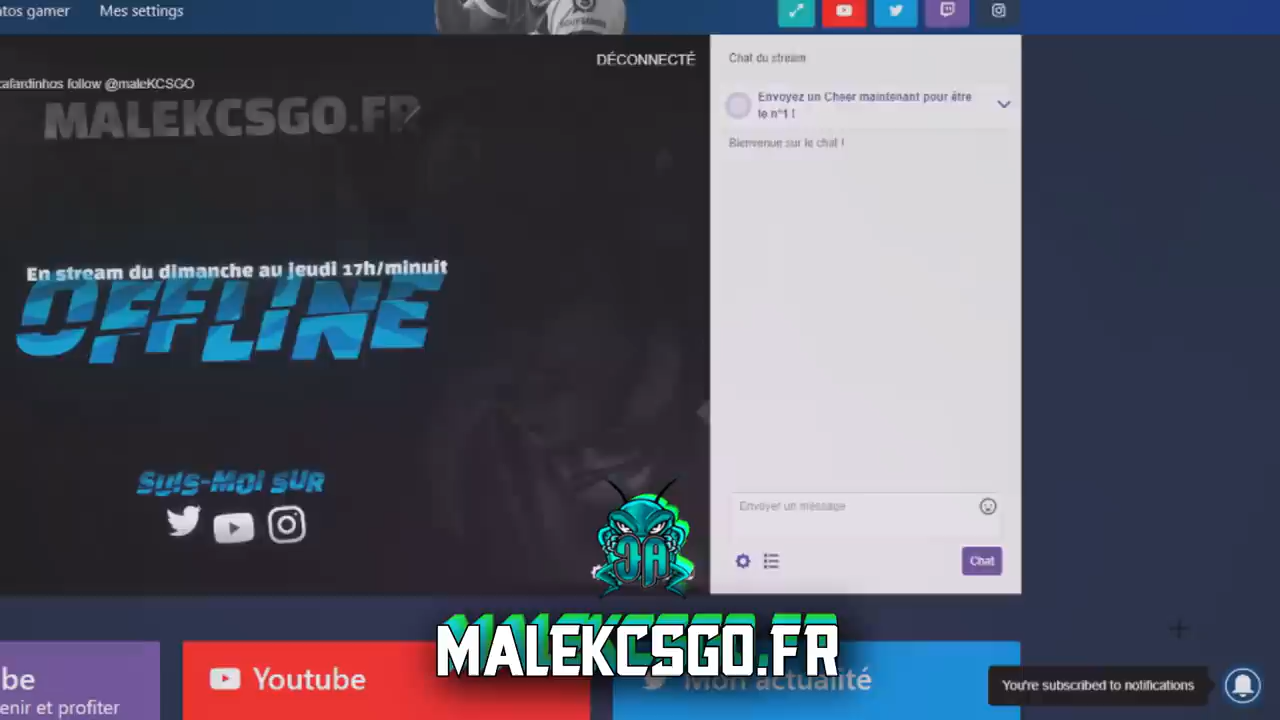 atos gamer
Mes settings
DÉCONNECTÉ
Chat du stream
cafardinhos follow @maleKCSGO
MALEKCSGO.FR
Envoyez un Cheer maintenant pour être
le n°1 !
Bienvenue sur le chat !
En stream du dimanche au jeudi 17h/minuit
OFFLINE
Suis-Moi SUR
Envoyer un message
Chat
MALEKCSGO.FR
be
enir et profiter
Youtube
Mon actualité
You're subscribed to notifications